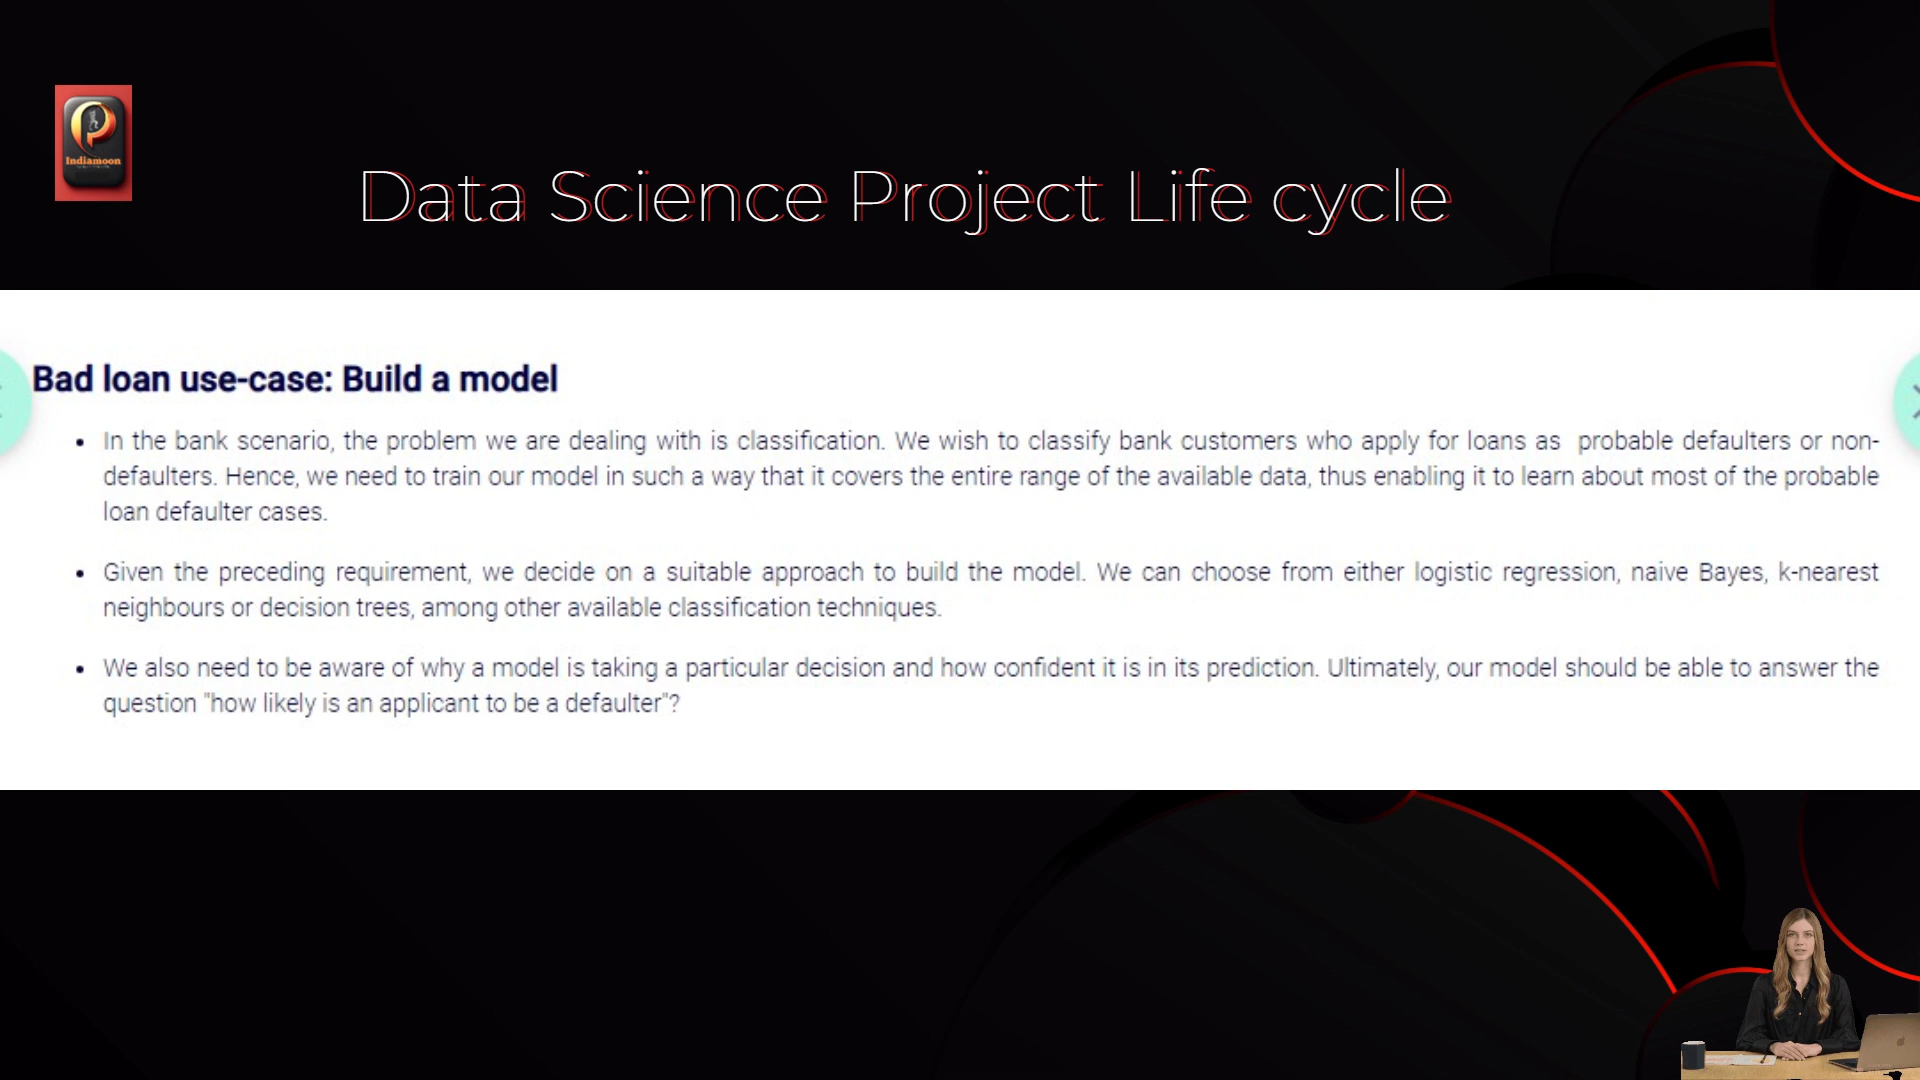 Indiamoon
Data Science Project Life cycle
Bad loan use-case: Build a model
• In the bank scenario, the problem we are dealing with is classification. We wish to classify bank customers who apply for loans as probable defaulters or non-
defaulters. Hence, we need to train our model in such a way that it covers the entire range of the available data, thus enabling it to learn about most of the probable
loan defaulter cases.
• Given the preceding requirement, we decide on a suitable approach to build the model. We can choose from either logistic regression, naive Bayes, k-nearest
neighbours or decision trees, among other available classification techniques.
• We also need to be aware of why a model is taking a particular decision and how confident it is in its prediction. Ultimately, our model should be able to answer the
question "how likely is an applicant to be a defaulter"?